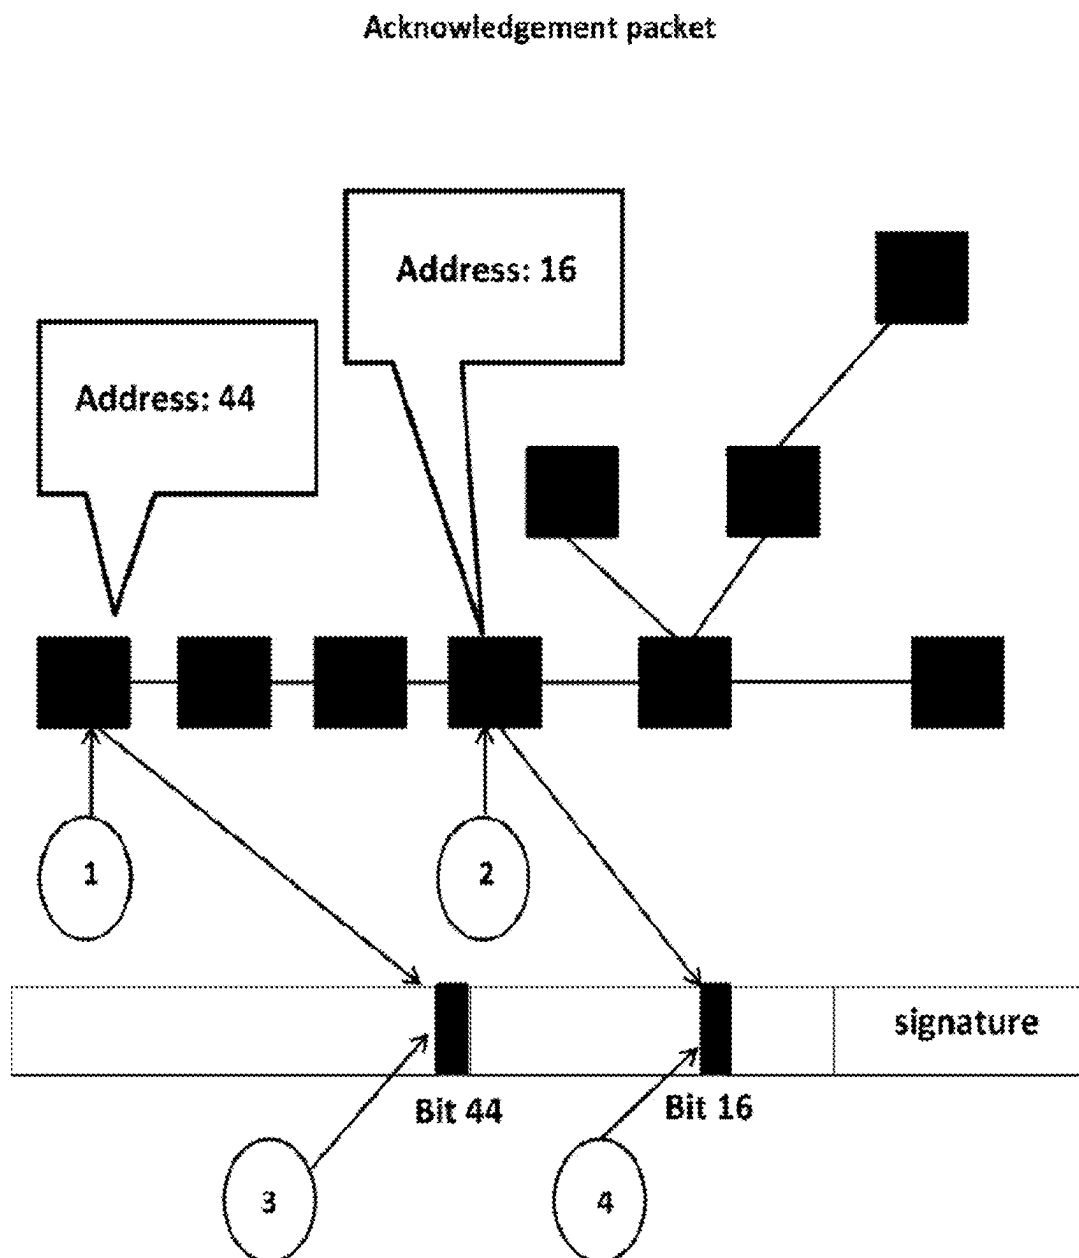 Acknowledgement packet
Address: 16
Address: 44
1
2
signature
Bit 44
Bit 16
3
4